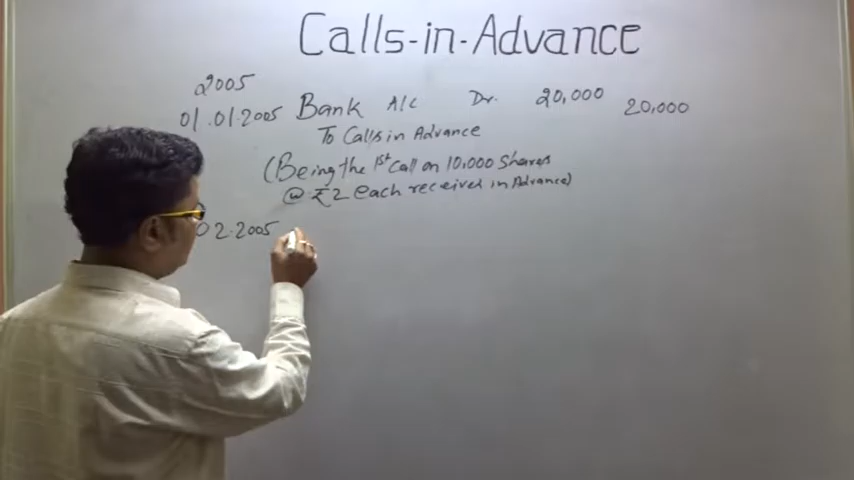 Calls-in-Advance
2005
01.01.2005 Bank A/c Dr. 20,000 20,000
To Calls in Advance
(Being the 1st Call on 10,000 Shares
@ ₹2 each received in Advance)
02.2005